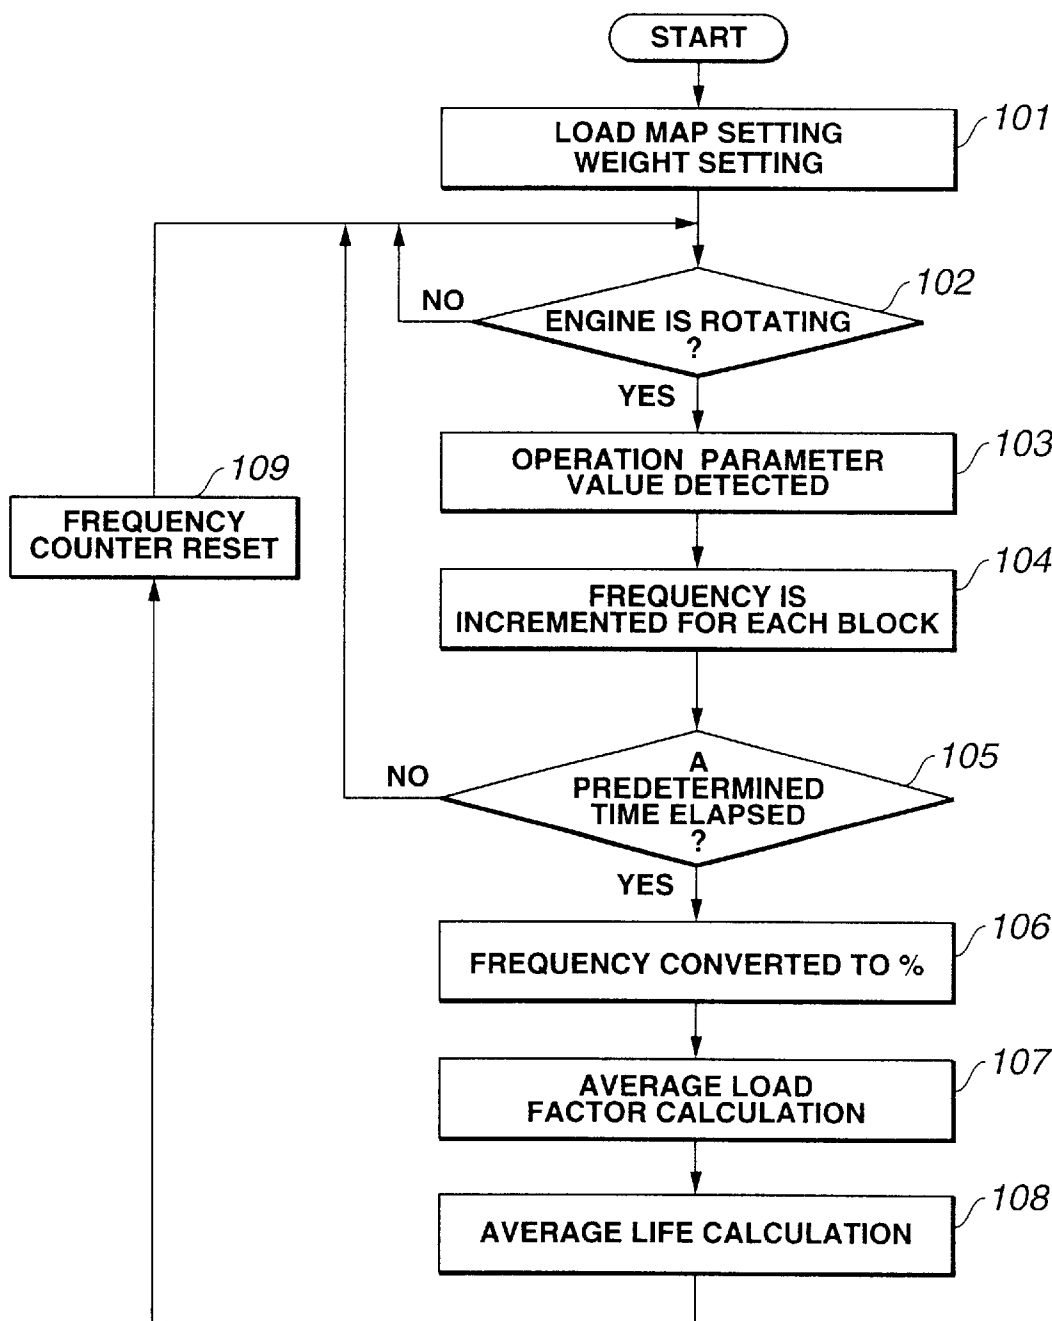 START
LOAD MAP SETTING
WEIGHT SETTING
101
ENGINE IS ROTATING
?
102
NO
YES
OPERATION PARAMETER
VALUE DETECTED
103
109
FREQUENCY
COUNTER RESET
FREQUENCY IS
INCREMENTED FOR EACH BLOCK
104
A
PREDETERMINED
TIME ELAPSED
?
105
NO
YES
FREQUENCY CONVERTED TO %
106
AVERAGE LOAD
FACTOR CALCULATION
107
AVERAGE LIFE CALCULATION
108